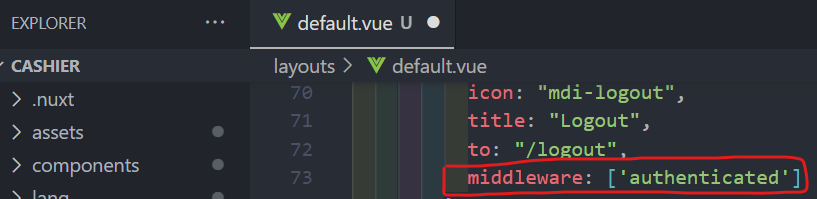 EXPLORER
···
default.vue U
CASHIER
layouts > default.vue
> .nuxt
> assets
> components
70 icon: "mdi-logout",
71 title: "Logout",
72 to: "/logout",
73 middleware: ['authenticated']